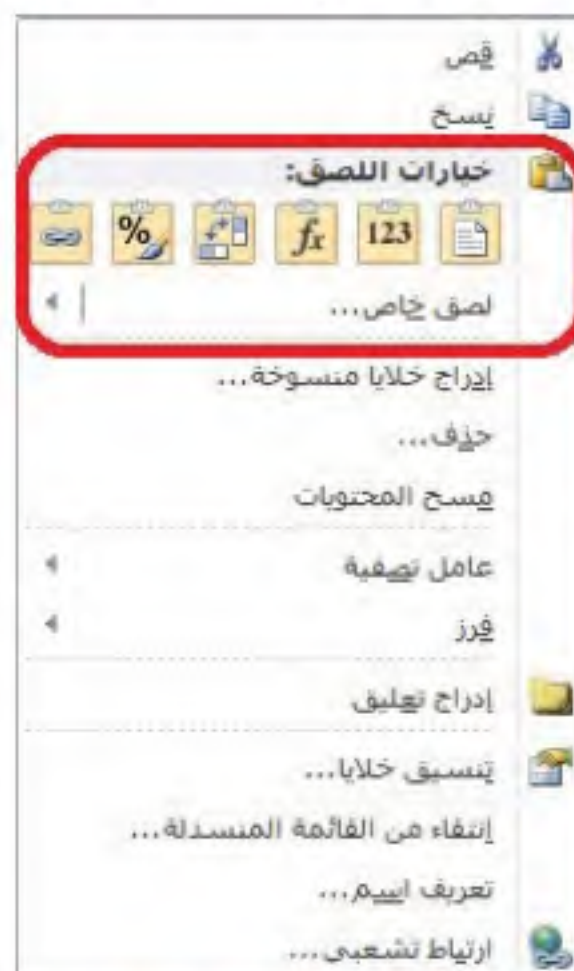 قص
نسخ
خيارات اللصق:
123 fx %
لصق خاص...
إدراج خلايا منسوخة...
حذف...
مسح المحتويات
عامل تصفية
فرز
إدراج تعليق
تنسيق خلايا...
إنتقاء من القائمة المنسدلة...
تعريف اسم...
ارتباط تشعبي...